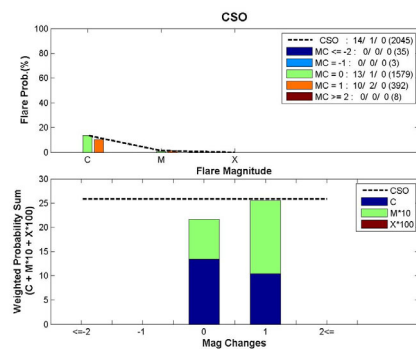 CSO
100
80
60
40
20
0
Flare Prob.(%)
CSO : 14/ 1/ 0 (2045)
MC <= -2 : 0/ 0/ 0 (35)
MC = -1 : 0/ 0/ 0 (3)
MC = 0 : 13/ 1/ 0 (1579)
MC = 1 : 10/ 2/ 0 (392)
MC >= 2 : 0/ 0/ 0 (8)
C M X
Flare Magnitude
30
25
20
15
10
5
0
Weighted Probability Sum
(C + M*10 + X*100)
CSO
C
M*10
X*100
<=-2 -1 0 1 2<=
Mag Changes